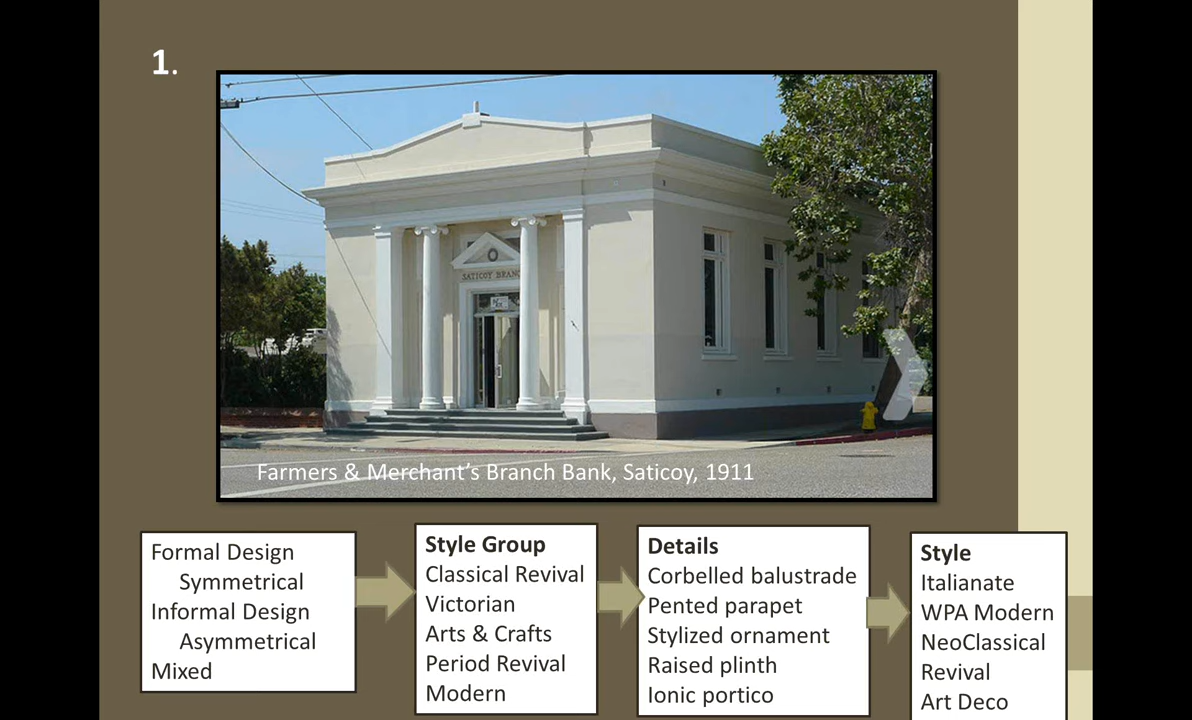 1.
SATICOY BRANC
Farmers & Merchant's Branch Bank, Saticoy, 1911
Formal Design
Symmetrical
Informal Design
Asymmetrical
Mixed
Style Group
Classical Revival
Victorian
Arts & Crafts
Period Revival
Modern
Details
Corbelled balustrade
Pented parapet
Stylized ornament
Raised plinth
Ionic portico
Style
Italianate
WPA Modern
NeoClassical
Revival
Art Deco